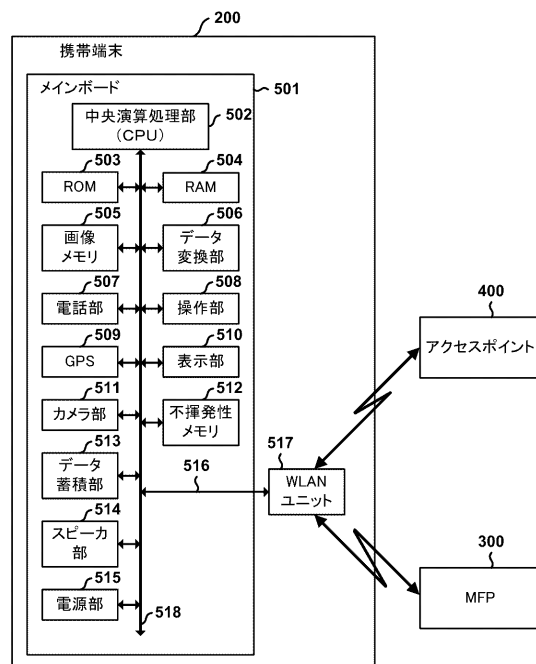 200
携帯端末
メインボード
501
中央演算処理部
(CPU)
502
503
ROM
504
RAM
505
画像
メモリ
506
データ
変換部
507
電話部
508
操作部
509
GPS
510
表示部
511
カメラ部
512
不揮発性
メモリ
513
データ
蓄積部
514
スピーカ
部
515
電源部
516
517
WLAN
ユニット
518
400
アクセスポイント
300
MFP